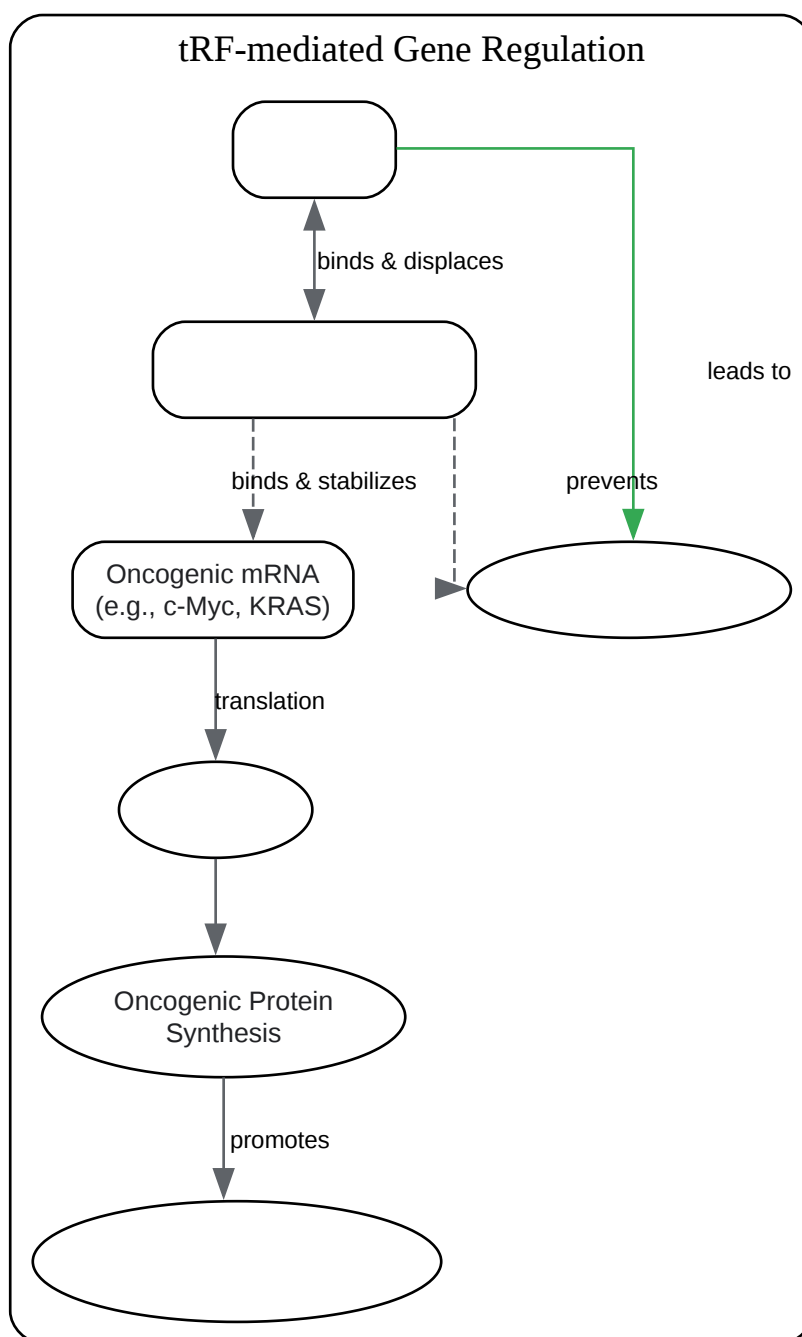 tRF-mediated Gene Regulation
binds & displaces
leads to
binds & stabilizes
prevents
Oncogenic mRNA
(e.g., c-Myc, KRAS)
translation
Oncogenic Protein
Synthesis
promotes